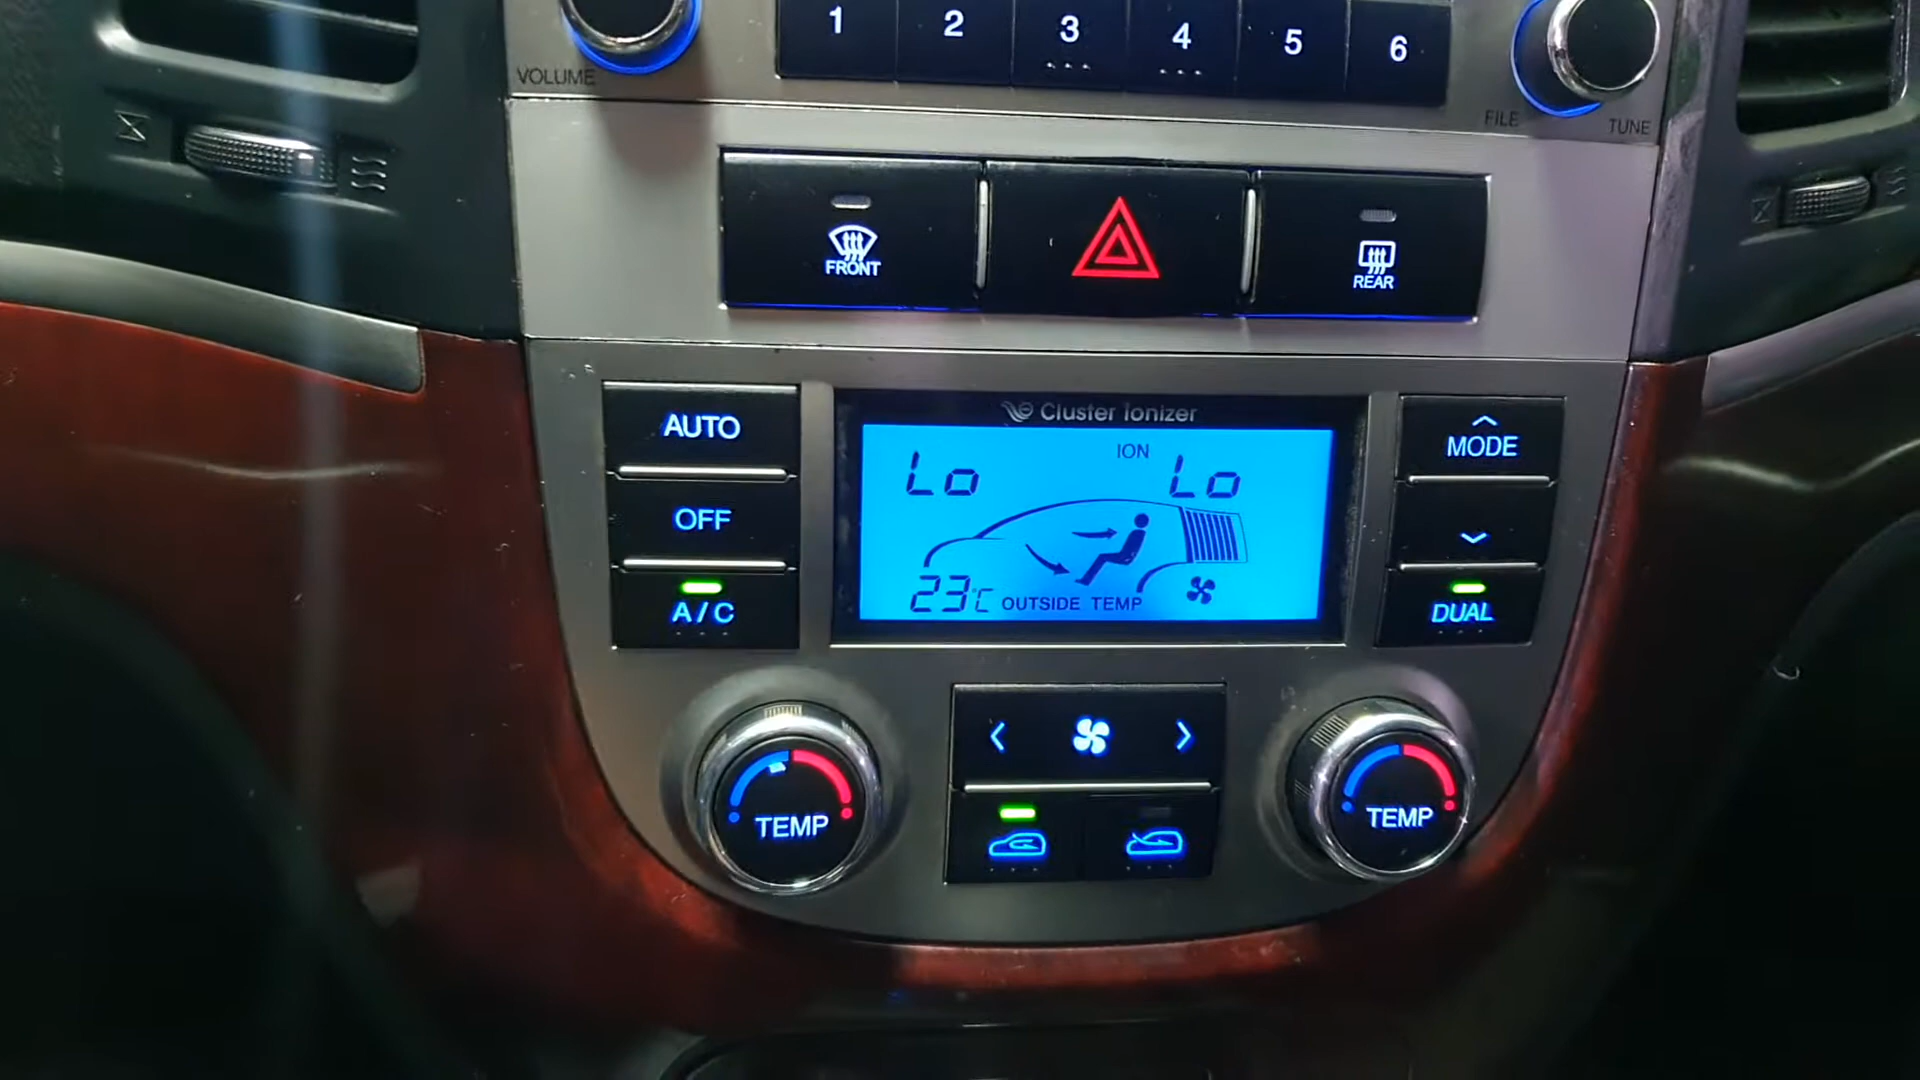 1 2 3 4 5 6
VOLUME
FILE
TUNE
FRONT
REAR
Cluster Ionizer
AUTO
OFF
A/C
ION
Lo Lo
23°C OUTSIDE TEMP
MODE
DUAL
TEMP
TEMP